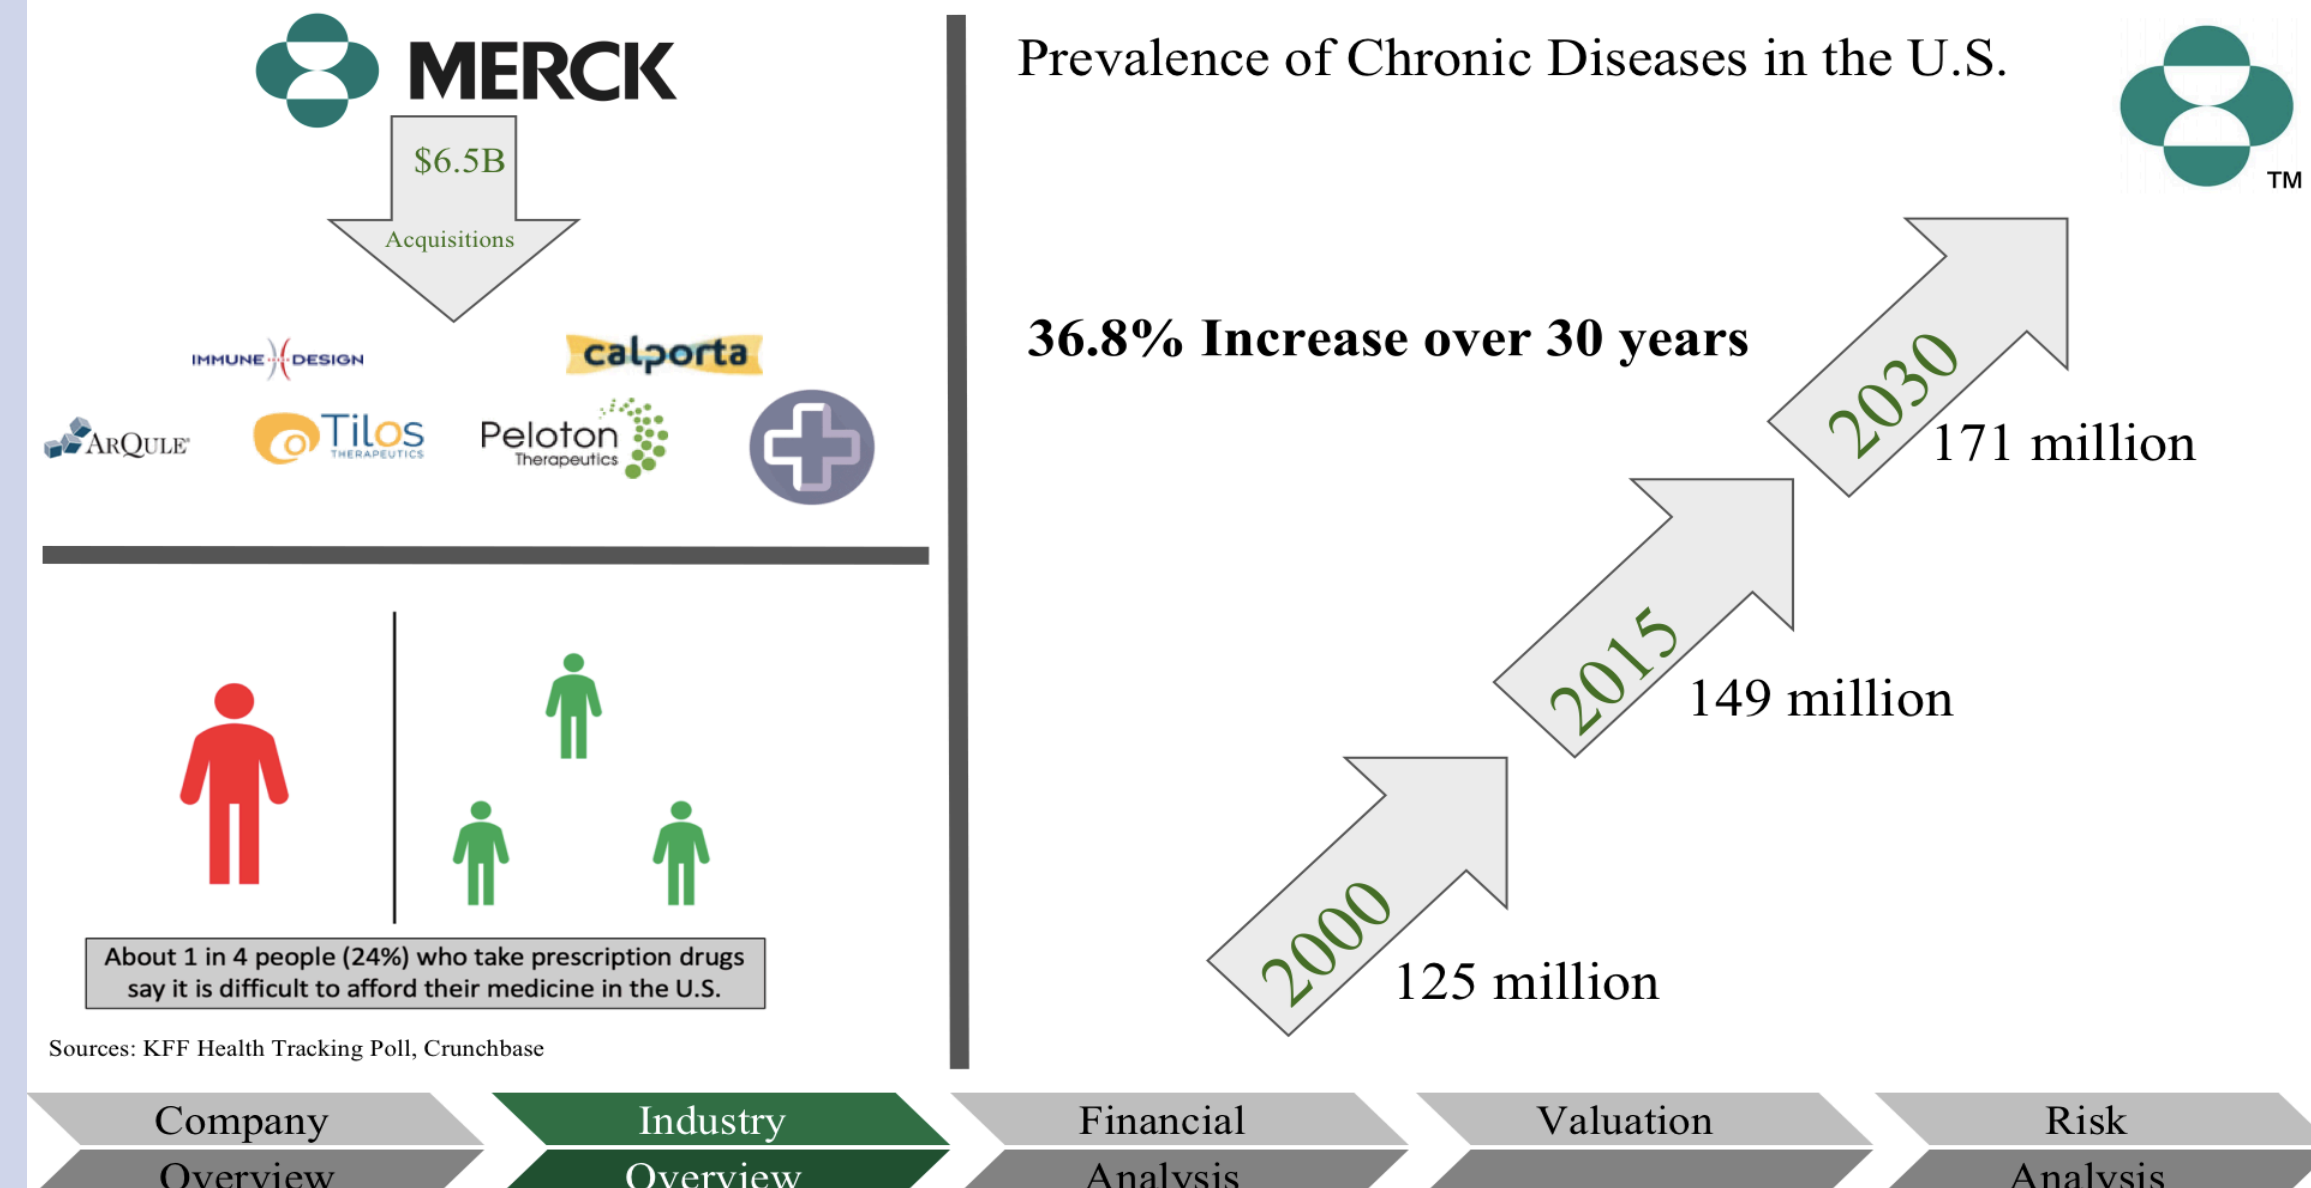 MERCK
$6.5B
Acquisitions
IMMUNE DESIGN
calporta
ARQULE
Tilos
THERAPEUTICS
Peloton
Therapeutics
About 1 in 4 people (24%) who take prescription drugs
say it is difficult to afford their medicine in the U.S.
Sources: KFF Health Tracking Poll, Crunchbase
Prevalence of Chronic Diseases in the U.S.
TM
36.8% Increase over 30 years
2030
171 million
2015
149 million
2000
125 million
Company
Overview
Industry
Overview
Financial
Analysis
Valuation
Risk
Analysis